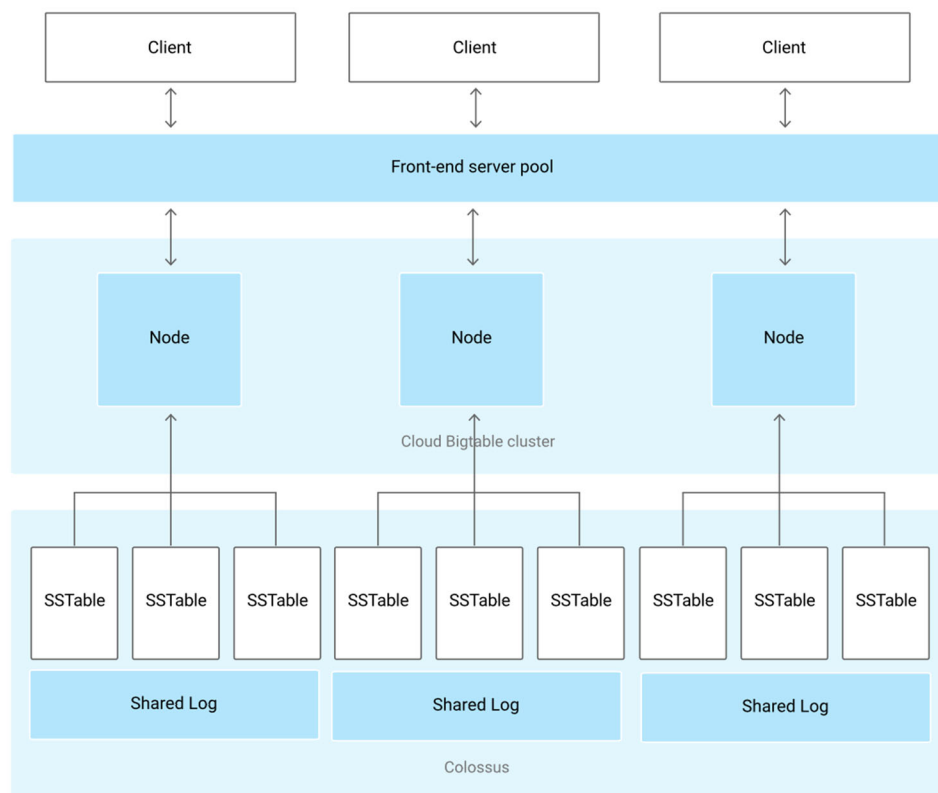 Client
Client
Client
Front-end server pool
Node
Node
Node
Cloud Bigtable cluster
SSTable
SSTable
SSTable
SSTable
SSTable
SSTable
SSTable
SSTable
SSTable
Shared Log
Shared Log
Shared Log
Colossus